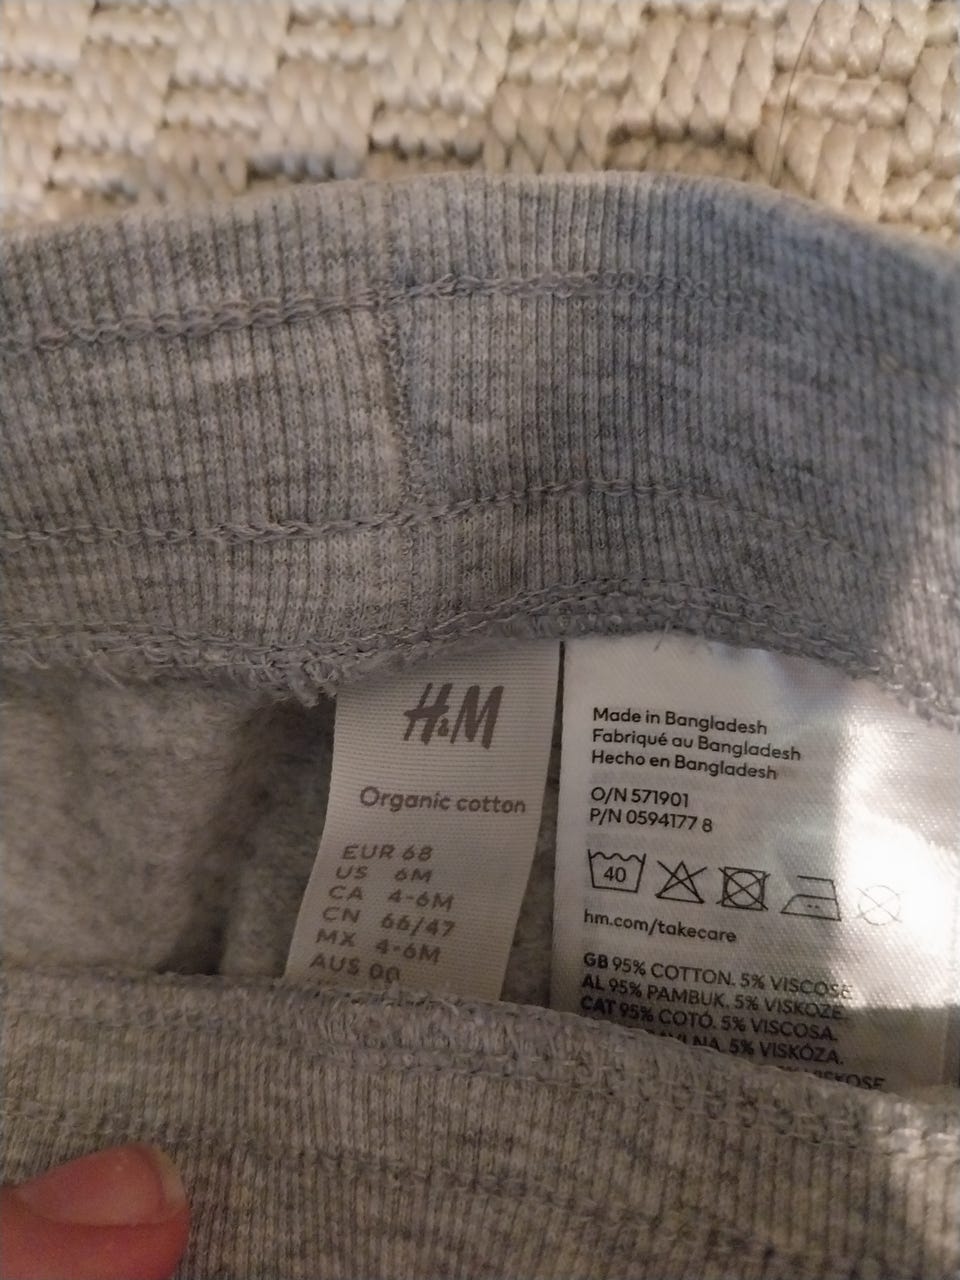 H&M
Organic cotton
EUR 68
US 6M
CA 4-6M
CN 66/47
MX 4-6M
AUS 00
Made in Bangladesh
Fabriqué au Bangladesh
Hecho en Bangladesh
O/N 571901
P/N 0594177 8
40
hm.com/takecare
GB 95% COTTON. 5% VISCOSE
AL 95% PAMBUK. 5% VISKOZE.
CAT 95% COTÓ. 5% VISCOSA.
5% VISKÓZA.